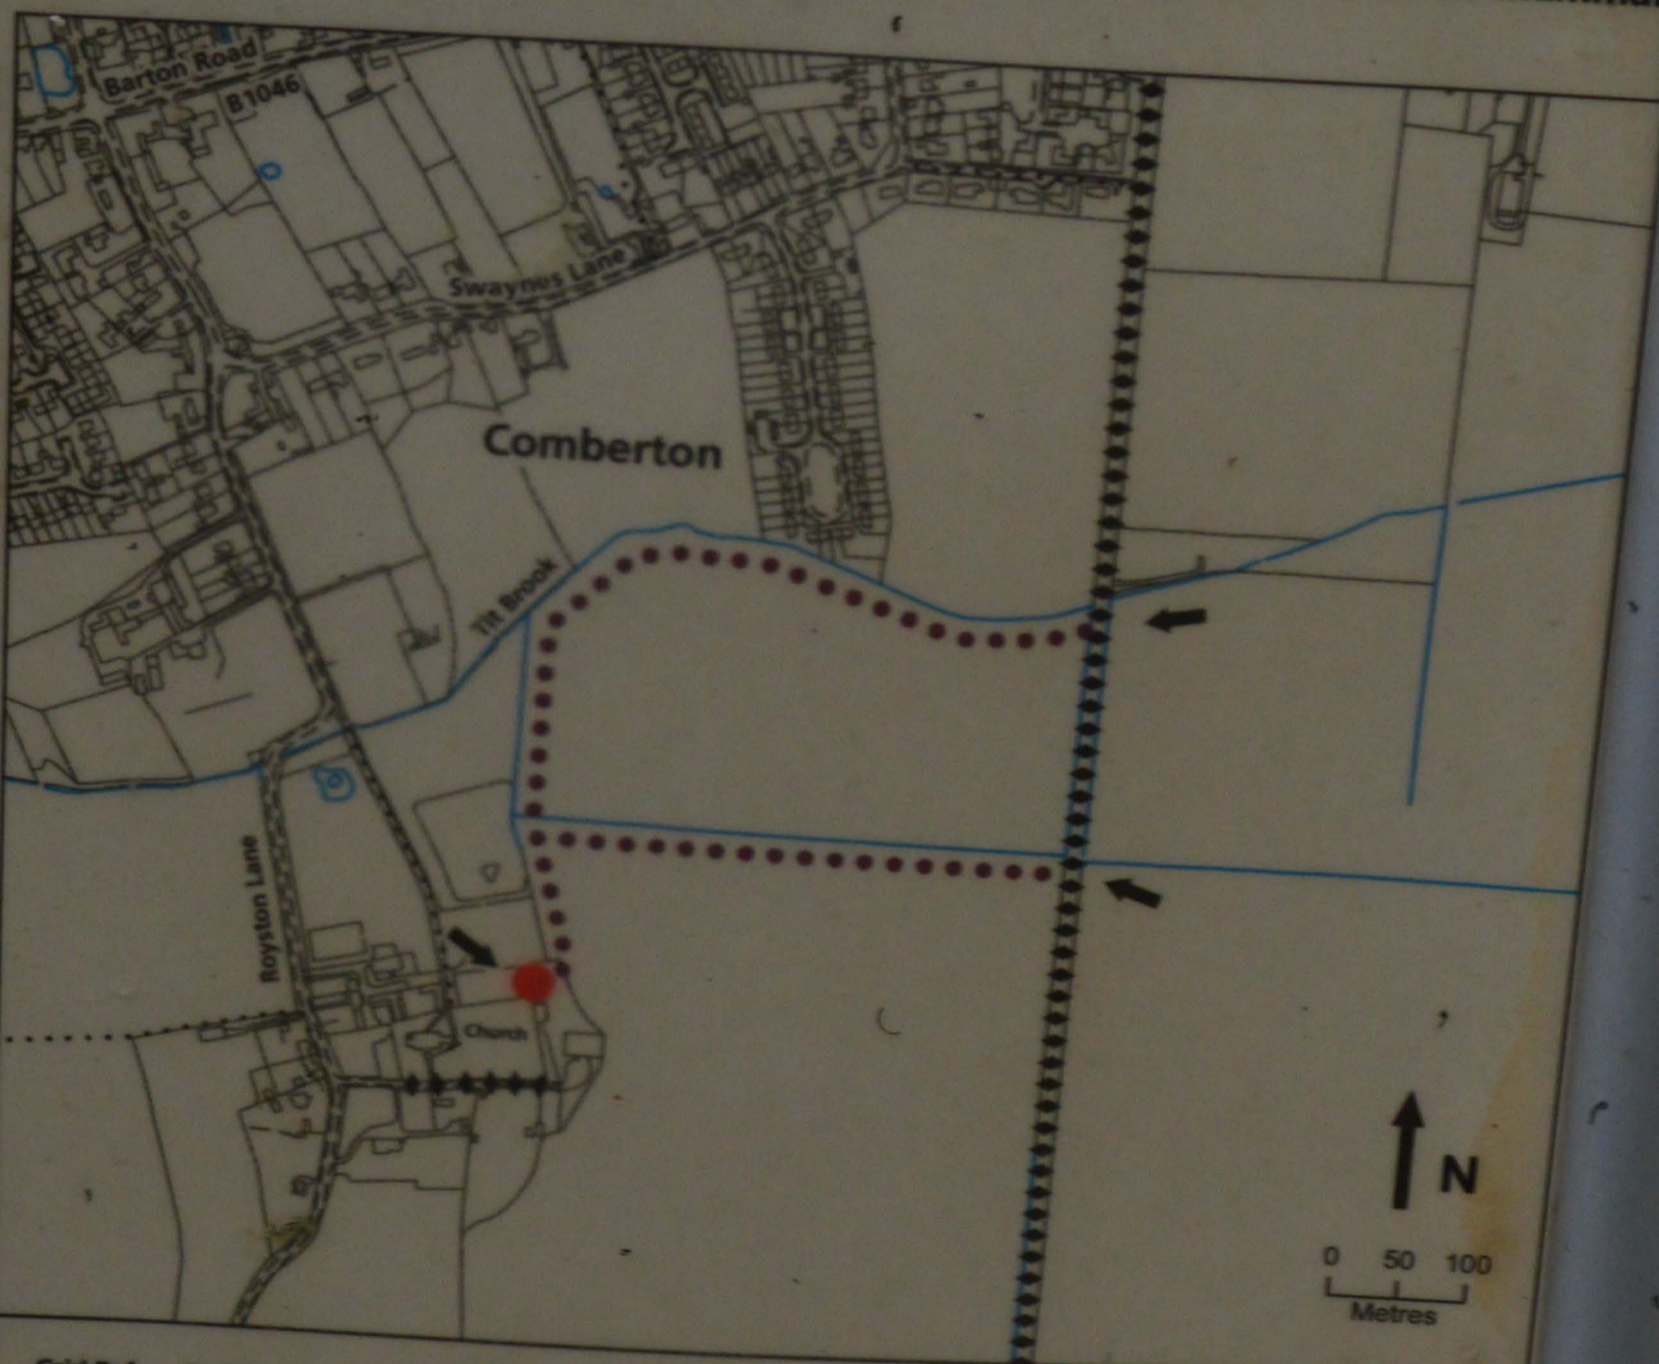 Barton Road
B1046
Swaynes Lane
Comberton
Tit Brook
Royston Lane
Church
N
0 50 100
Metres